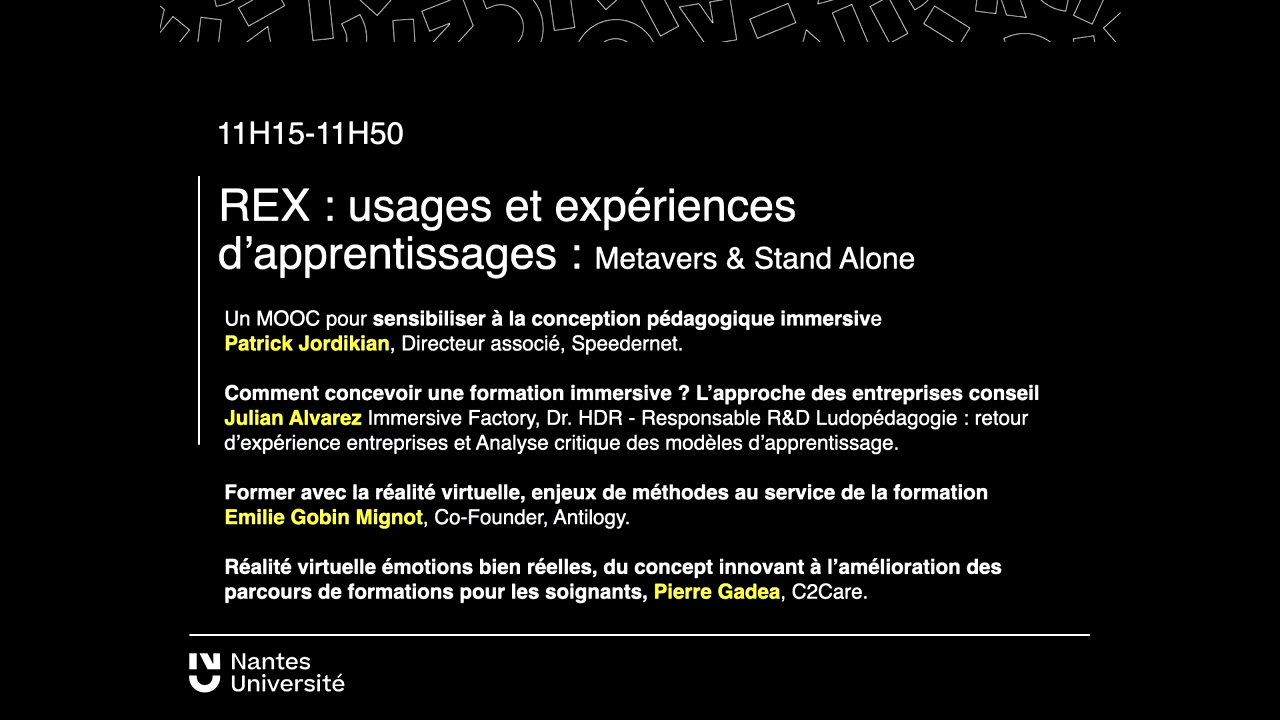 11H15-11H50
REX : usages et expériences
d’apprentissages : Metavers & Stand Alone
Un MOOC pour sensibiliser à la conception pédagogique immersive
Patrick Jordikian, Directeur associé, Speedernet.
Comment concevoir une formation immersive ? L’approche des entreprises conseil
Julian Alvarez Immersive Factory, Dr. HDR - Responsable R&D Ludopédagogie : retour
d’expérience entreprises et Analyse critique des modèles d’apprentissage.
Former avec la réalité virtuelle, enjeux de méthodes au service de la formation
Emilie Gobin Mignot, Co-Founder, Antilogy.
Réalité virtuelle émotions bien réelles, du concept innovant à l’amélioration des
parcours de formations pour les soignants, Pierre Gadea, C2Care.
Nantes
Université